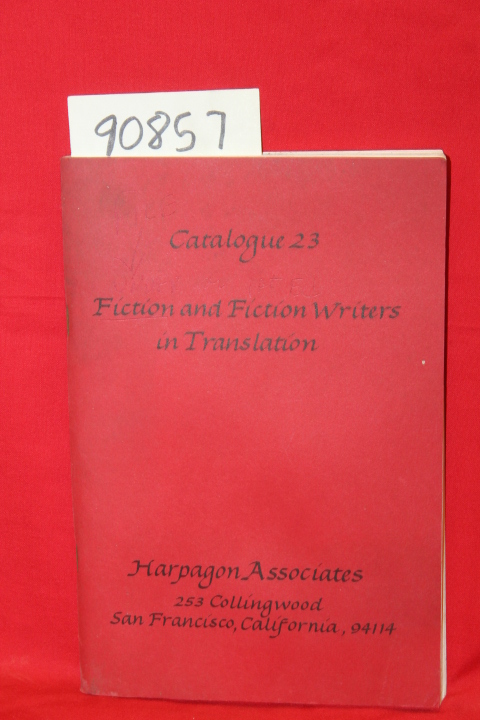 90857
Catalogue 23
Fiction and Fiction Writers
in Translation
Harpagon Associates
253 Collingwood
San Francisco, California, 94114